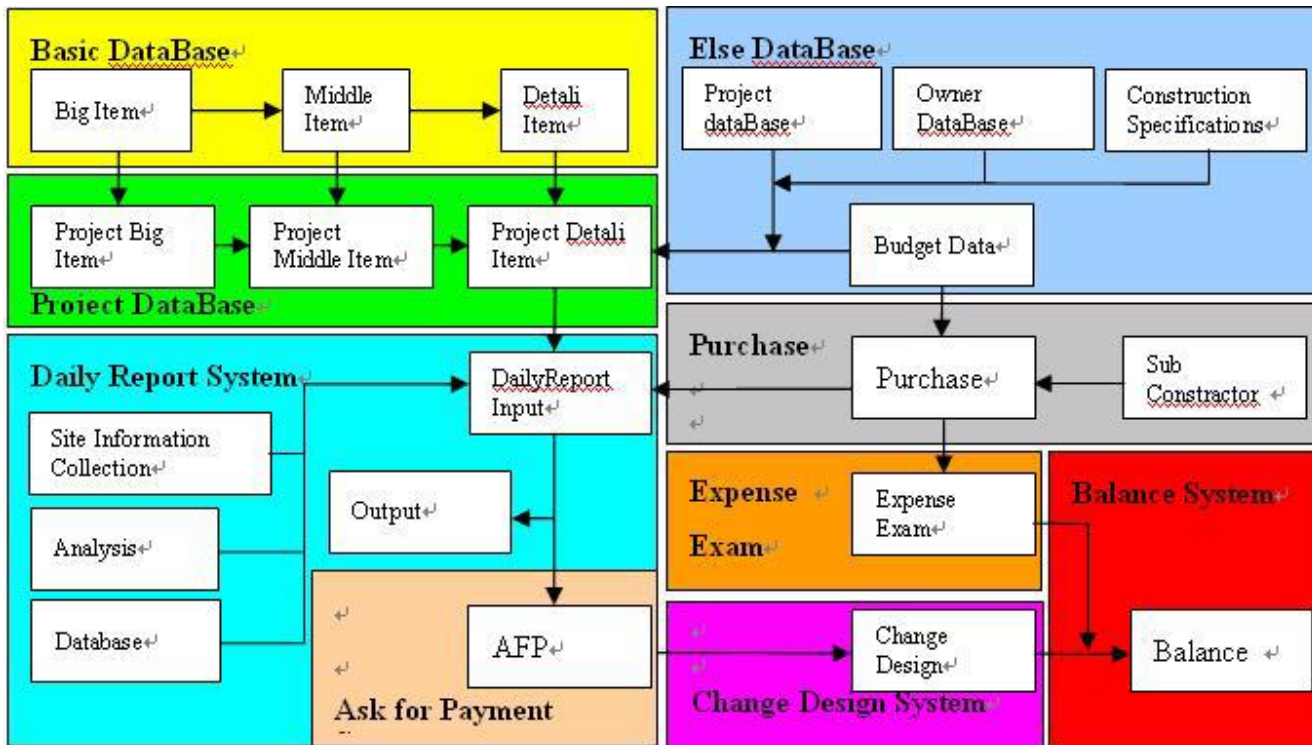 Basic DataBase
Big Item
Middle
Item
Detali
Item
Project Big
Item
Project
Middle Item
Project Detali
Item
Project DataBase
Else DataBase
Project
dataBase
Owner
DataBase
Construction
Specifications
Budget Data
Daily Report System
DailyReport
Input
Site Information
Collection
Output
Analysis
Database
AFP
Ask for Payment
Purchase
Purchase
Sub
Constractor
Expense
Exam
Expense
Exam
Balance System
Balance
Change
Design
Change Design System